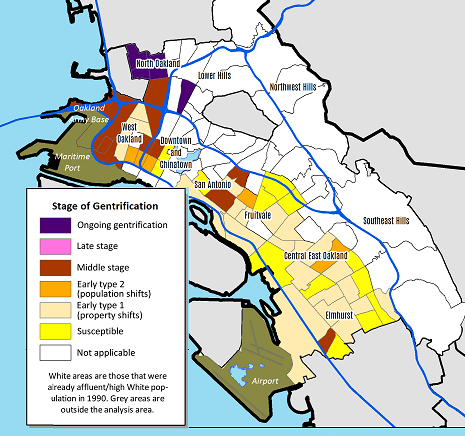 North Oakland
Lower Hills
Northwest Hills
Oakland
Army Base
West
Oakland
Downtown
and
Chinatown
Maritime
Port
San Antonio
Fruitvale
Southeast Hills
Central East Oakland
Elmhurst
Airport
Stage of Gentrification
Ongoing gentrification
Late stage
Middle stage
Early type 2
(population shifts)
Early type 1
(property shifts)
Susceptible
Not applicable
White areas are those that were
already affluent/high White pop-
ulation in 1990. Grey areas are
outside the analysis area.